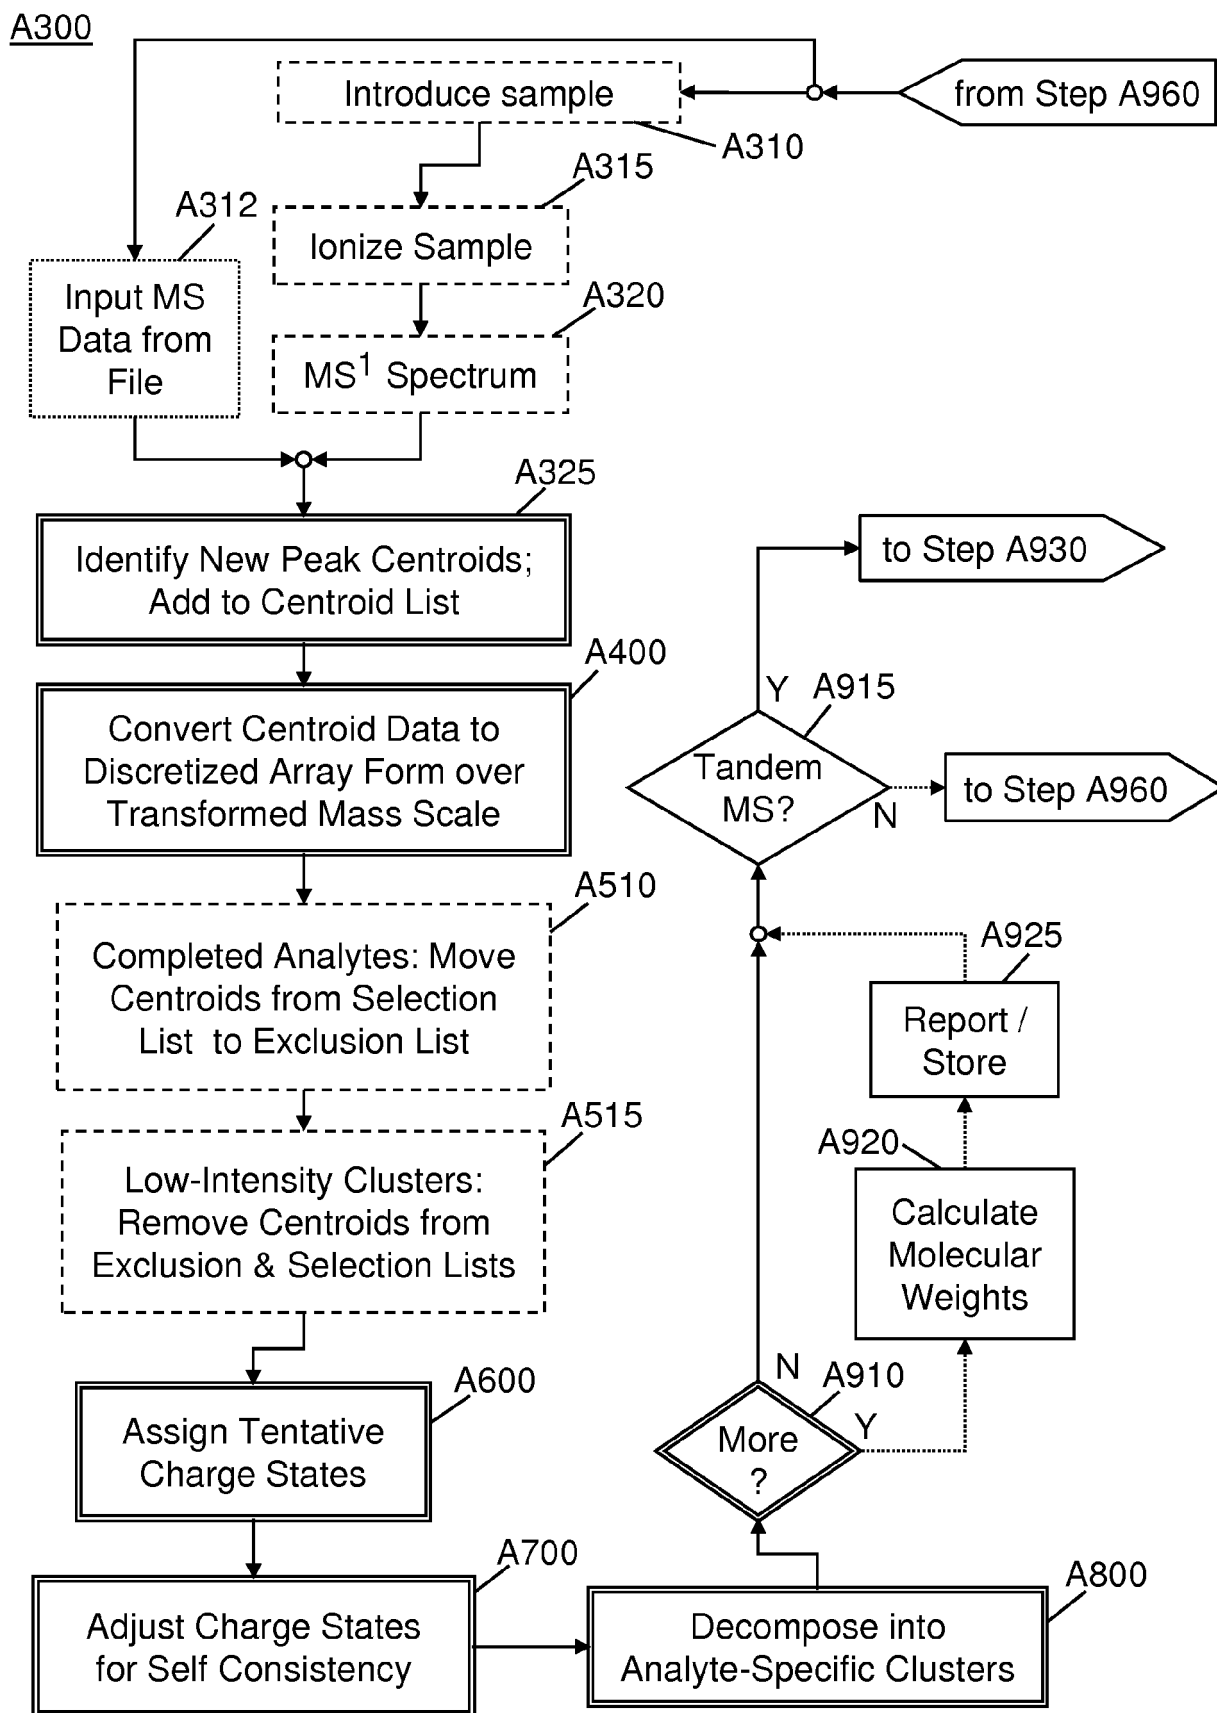 A300
Introduce sample
from Step A960
A310
A315
A312
Ionize Sample
Input MS
Data from
File
A320
MS¹ Spectrum
A325
Identify New Peak Centroids;
Add to Centroid List
to Step A930
A400
Convert Centroid Data to
Discretized Array Form over
Transformed Mass Scale
Y
A915
Tandem
MS?
N
to Step A960
A510
Completed Analytes: Move
Centroids from Selection
List to Exclusion List
A925
Report /
Store
A515
Low-Intensity Clusters:
Remove Centroids from
Exclusion & Selection Lists
A920
Calculate
Molecular
Weights
A600
Assign Tentative
Charge States
N
A910
More
?
Y
A700
Adjust Charge States
for Self Consistency
A800
Decompose into
Analyte-Specific Clusters